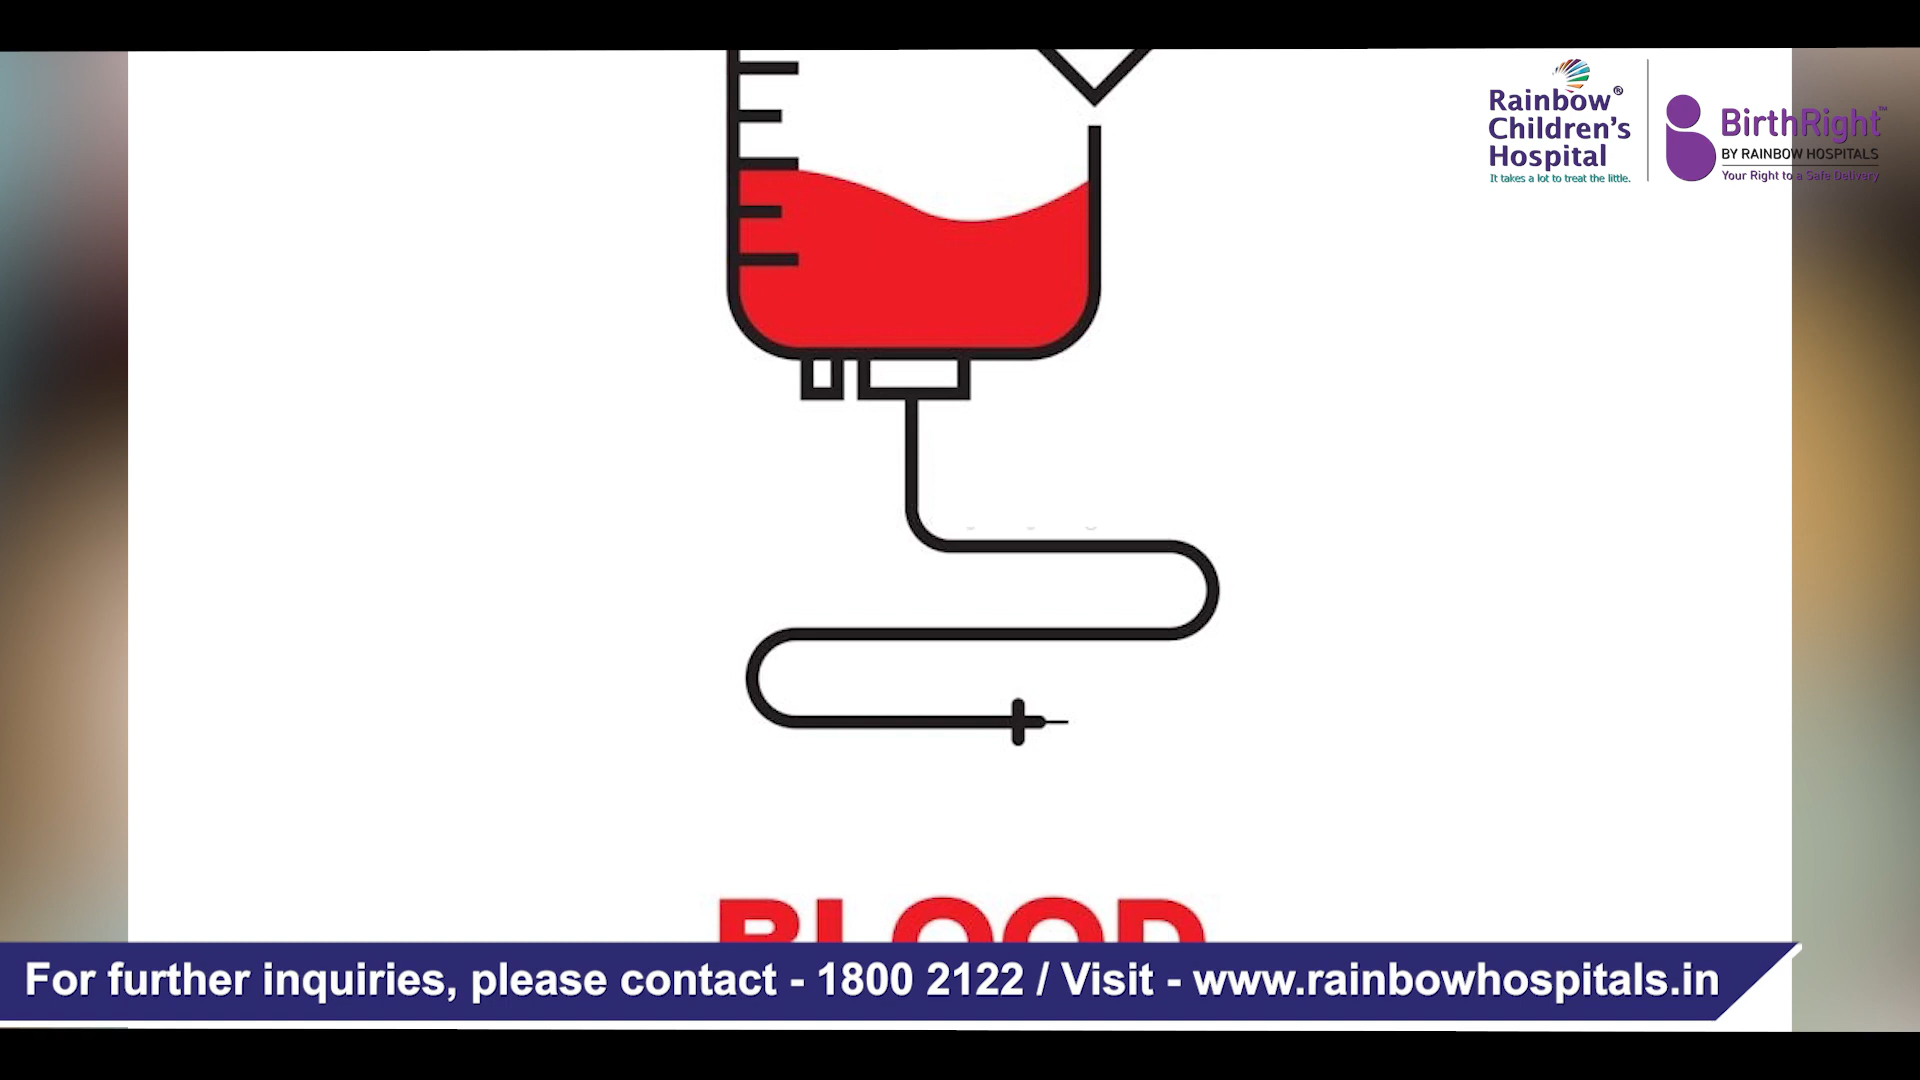 Rainbow®
Children's
Hospital
It takes a lot to treat the little.
BirthRight™
BY RAINBOW HOSPITALS
Your Right to a Safe Delivery
BLOOD
For further inquiries, please contact - 1800 2122 / Visit - www.rainbowhospitals.in